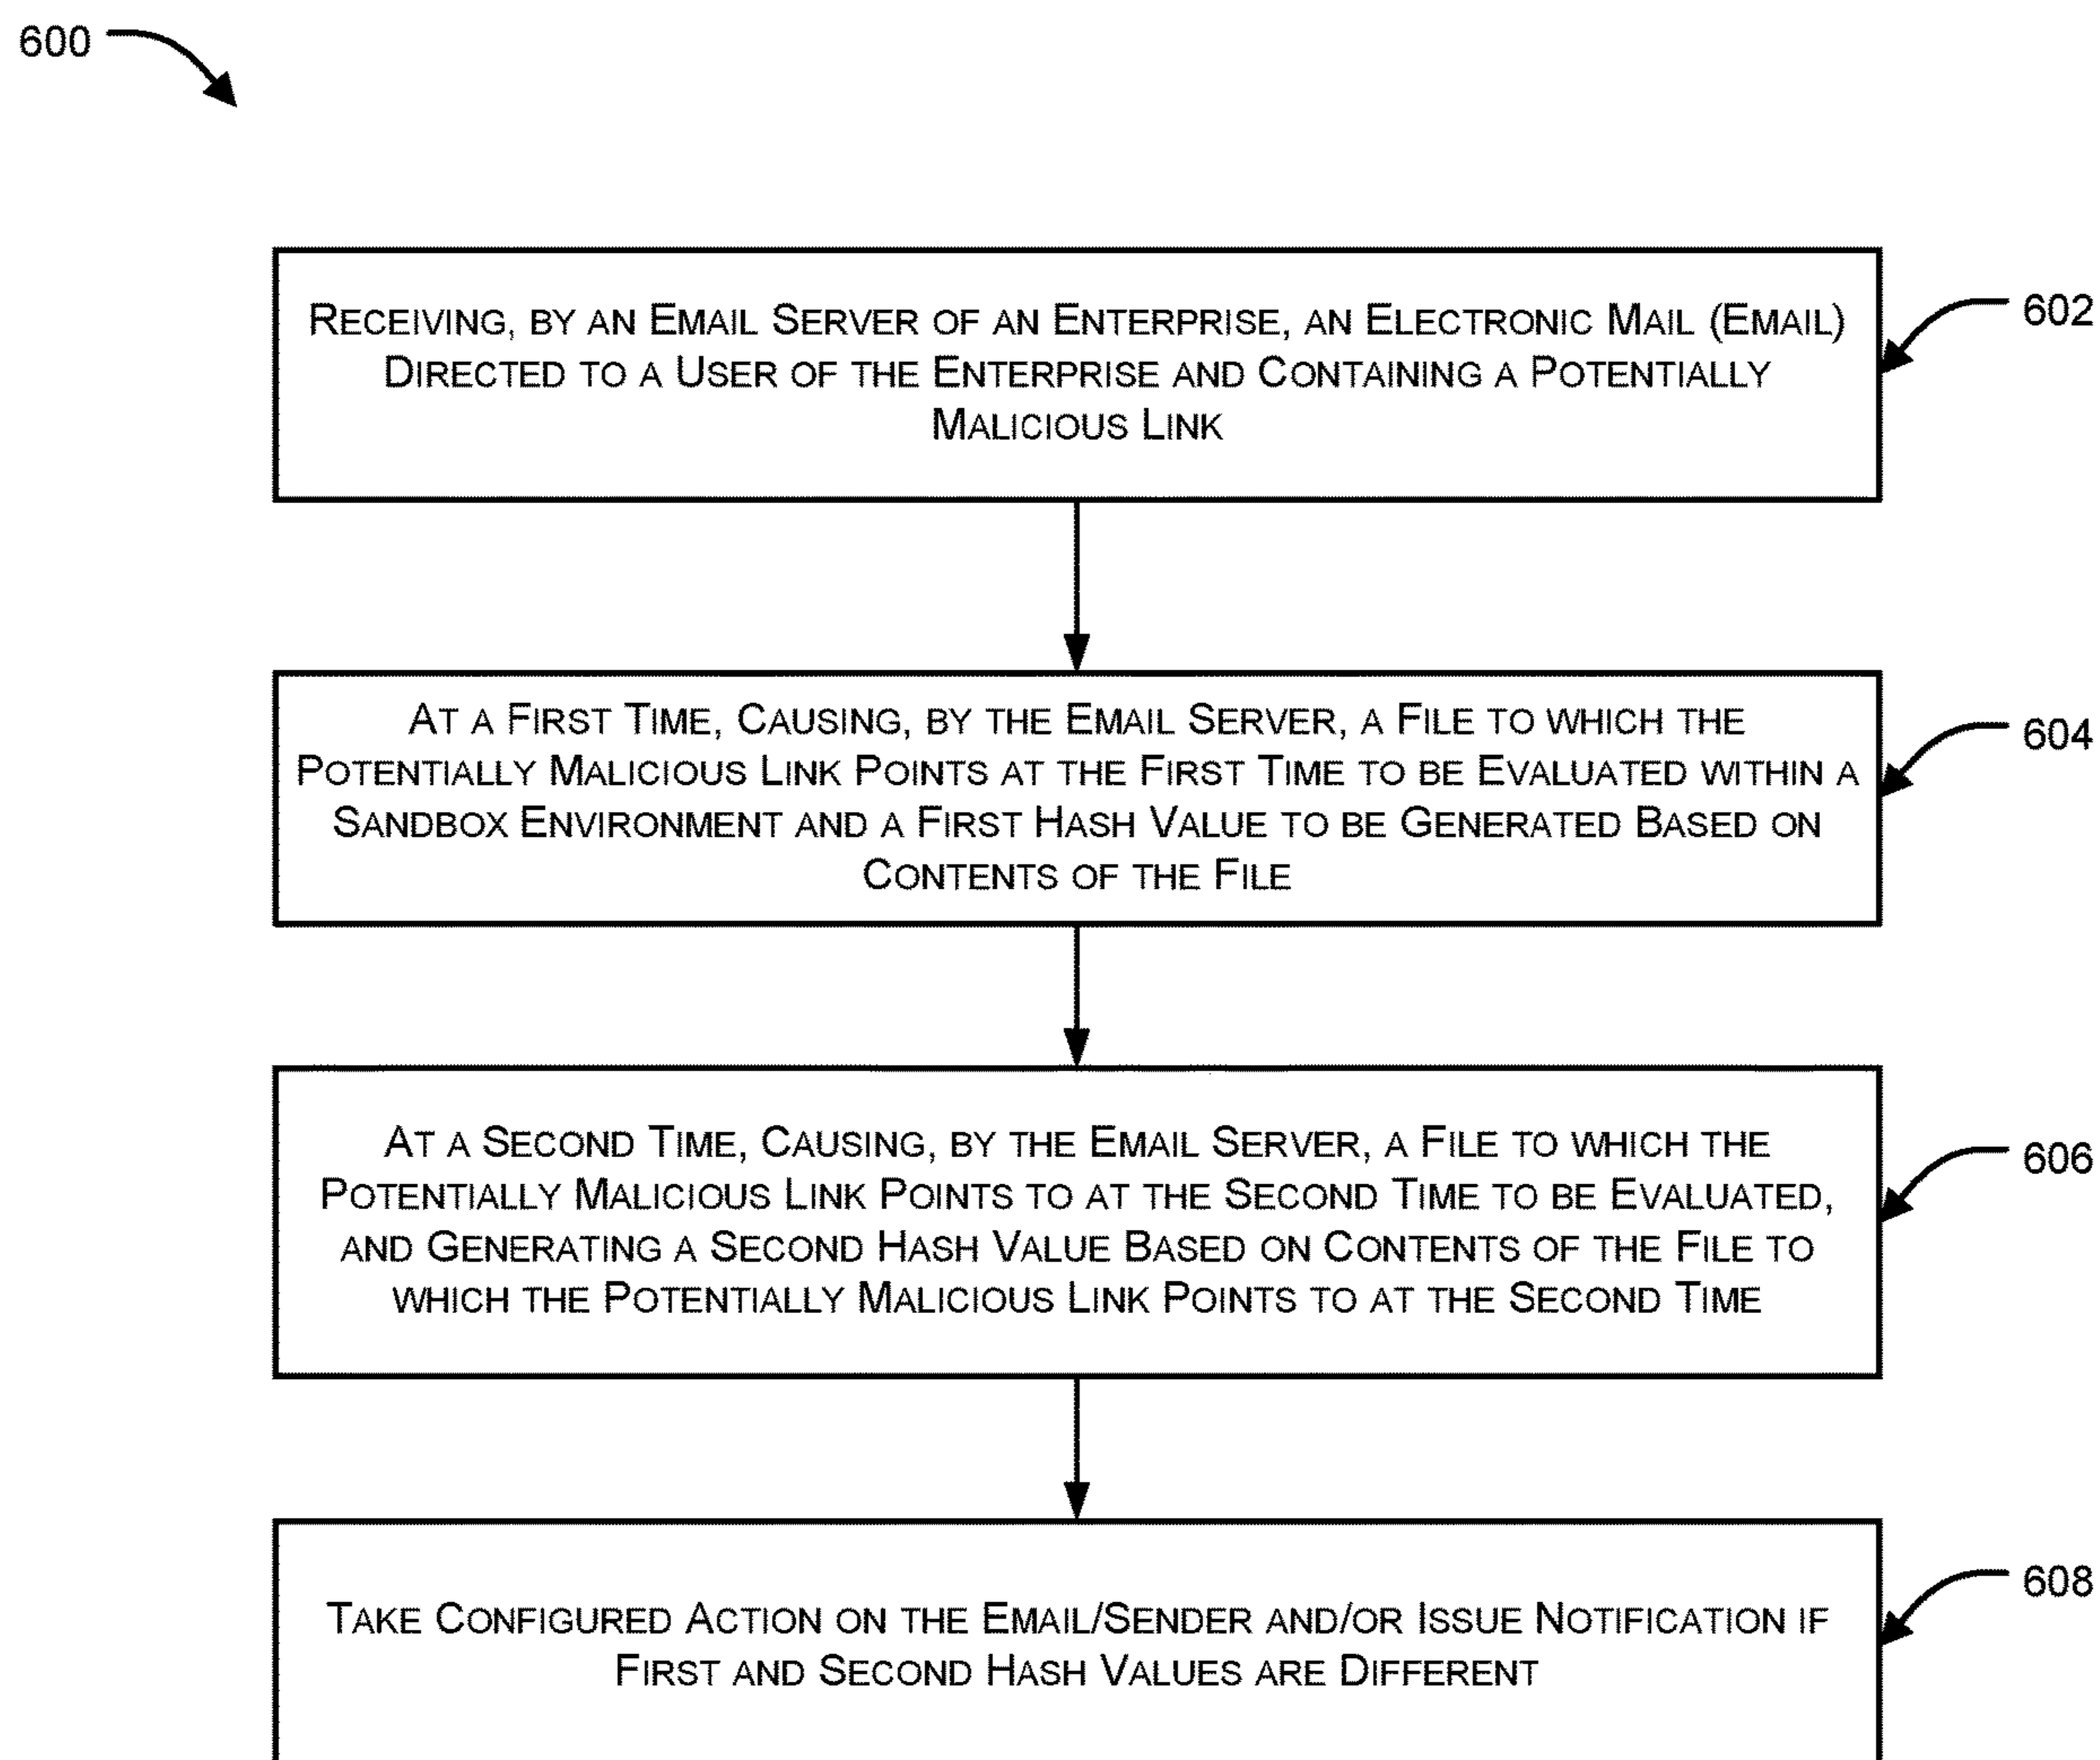 600
RECEIVING, BY AN EMAIL SERVER OF AN ENTERPRISE, AN ELECTRONIC MAIL (EMAIL)
DIRECTED TO A USER OF THE ENTERPRISE AND CONTAINING A POTENTIALLY
MALICIOUS LINK
602
AT A FIRST TIME, CAUSING, BY THE EMAIL SERVER, A FILE TO WHICH THE
POTENTIALLY MALICIOUS LINK POINTS AT THE FIRST TIME TO BE EVALUATED WITHIN A
SANDBOX ENVIRONMENT AND A FIRST HASH VALUE TO BE GENERATED BASED ON
CONTENTS OF THE FILE
604
AT A SECOND TIME, CAUSING, BY THE EMAIL SERVER, A FILE TO WHICH THE
POTENTIALLY MALICIOUS LINK POINTS TO AT THE SECOND TIME TO BE EVALUATED,
AND GENERATING A SECOND HASH VALUE BASED ON CONTENTS OF THE FILE TO
WHICH THE POTENTIALLY MALICIOUS LINK POINTS TO AT THE SECOND TIME
606
TAKE CONFIGURED ACTION ON THE EMAIL/SENDER AND/OR ISSUE NOTIFICATION IF
FIRST AND SECOND HASH VALUES ARE DIFFERENT
608